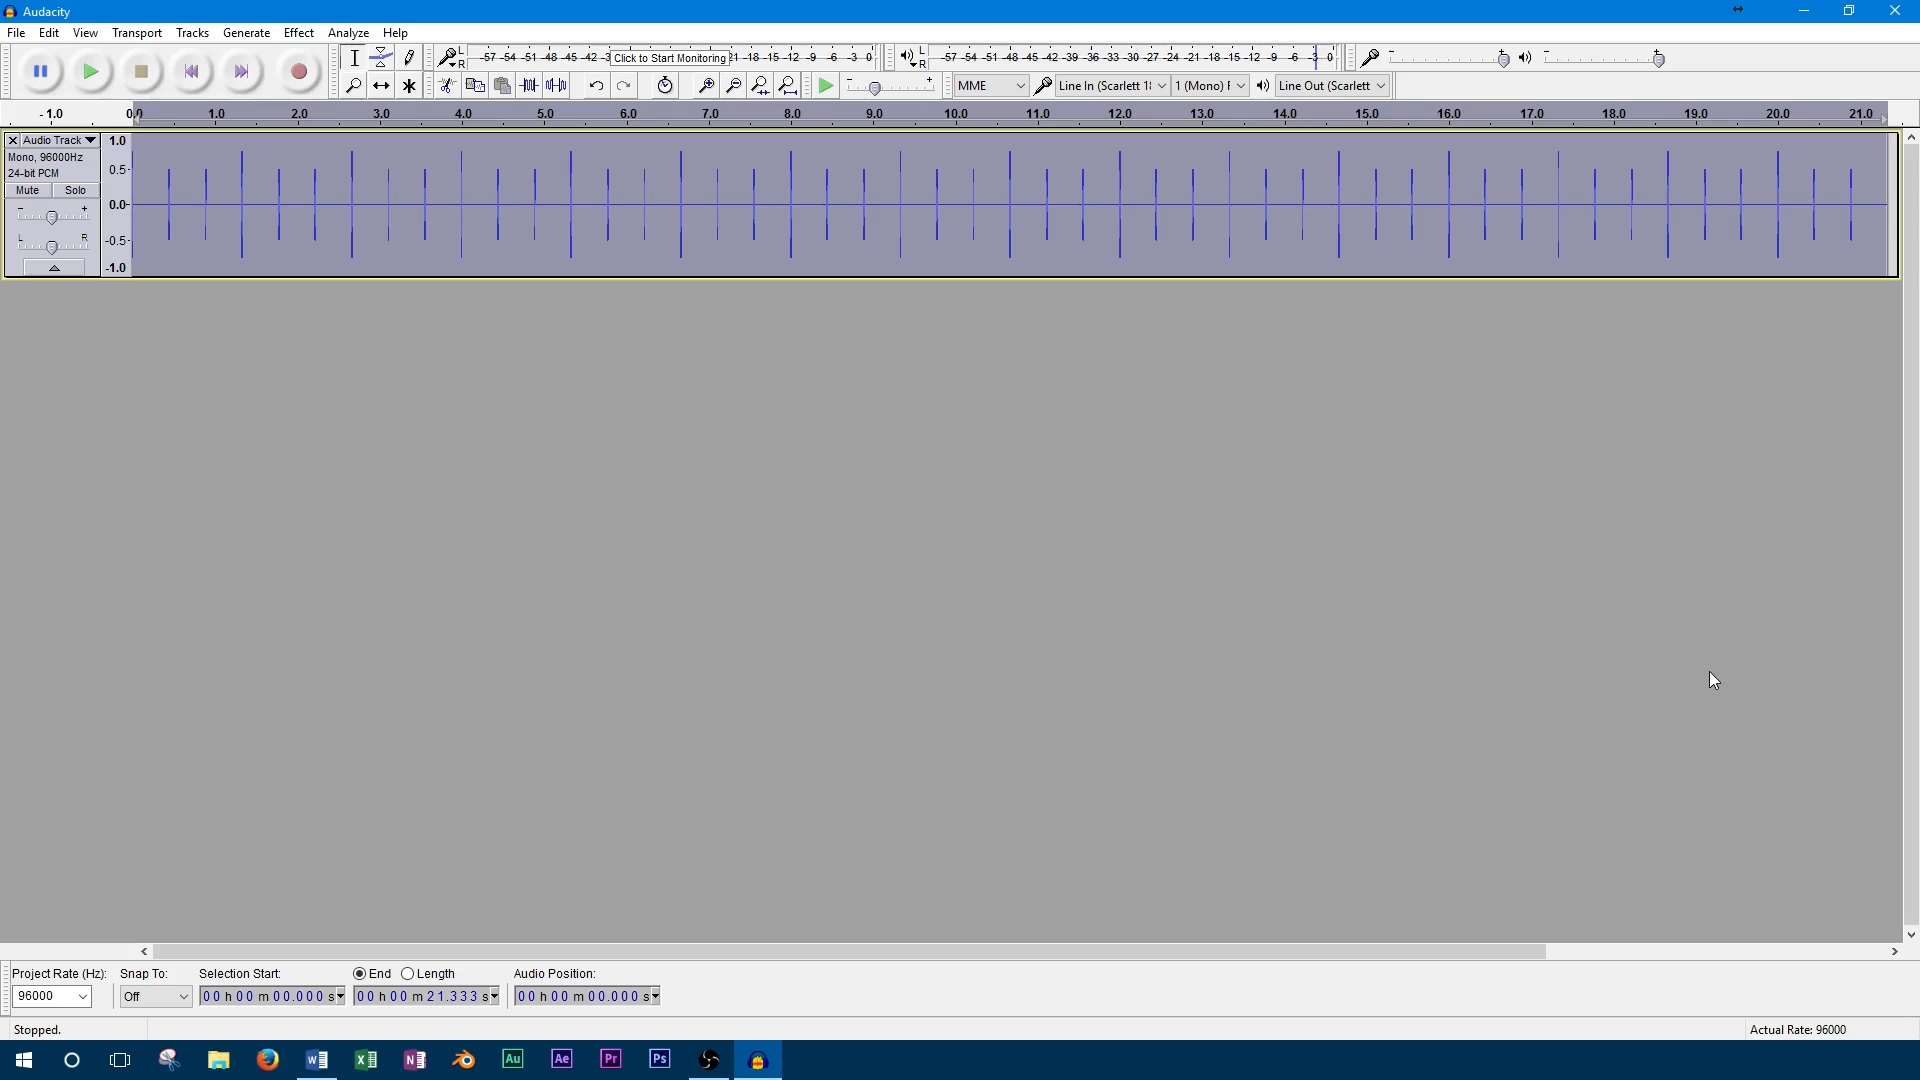 Audacity
File Edit View Transport Tracks Generate Effect Analyze Help
L R -57 -54 -51 -48 -45 -42 -3 Click to Start Monitoring 21 -18 -15 -12 -9 -6 -3 0
L R -57 -54 -51 -48 -45 -42 -39 -36 -33 -30 -27 -24 -21 -18 -15 -12 -9 -6 -3 0
- + - +
- + MME Line In (Scarlett 1 1 (Mono) Line Out (Scarlett
- 1.0 0.0 1.0 2.0 3.0 4.0 5.0 6.0 7.0 8.0 9.0 10.0 11.0 12.0 13.0 14.0 15.0 16.0 17.0 18.0 19.0 20.0 21.0
Audio Track 1.0
Mono, 96000Hz 0.5
24-bit PCM
Mute Solo
- + 0.0
L R -0.5
-1.0
Project Rate (Hz): Snap To: Selection Start: End Length Audio Position:
96000 Off 00 h 00 m 00.000 s 00 h 00 m 21.333 s 00 h 00 m 00.000 s
Stopped. Actual Rate: 96000
W X N Au Ae Pr Ps